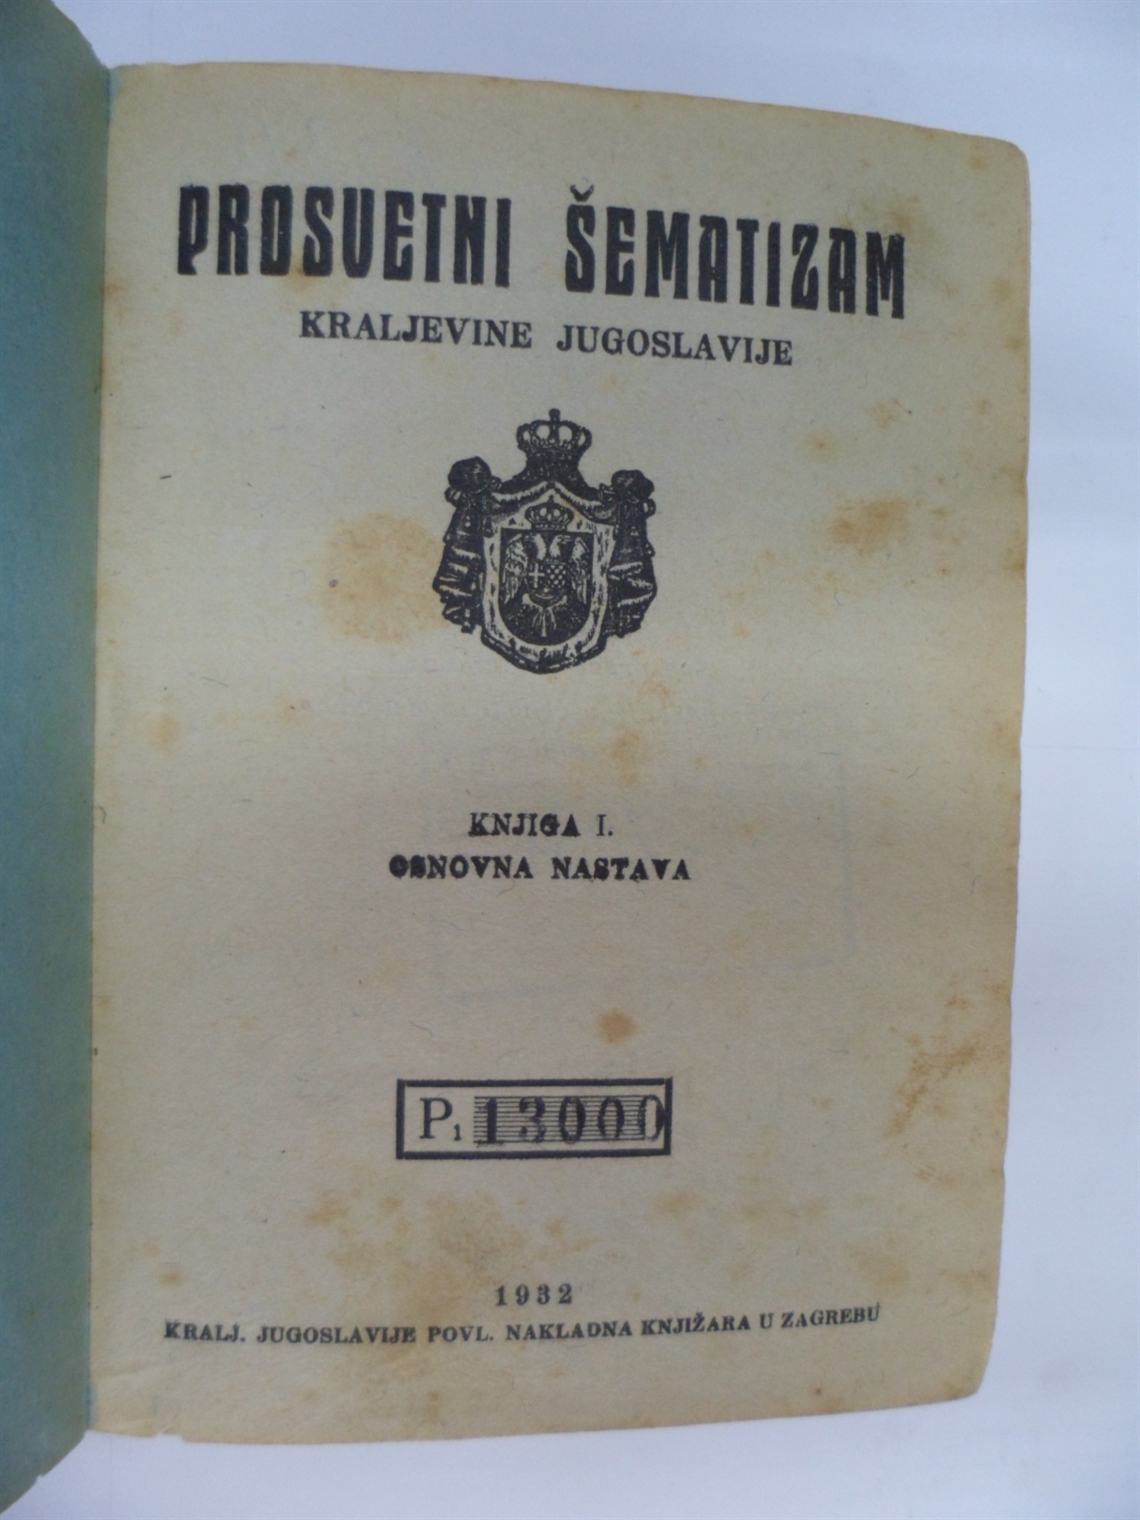 PROSVETNI ŠEMATIZAM
KRALJEVINE JUGOSLAVIJE
KNJIGA I.
OSNOVNA NASTAVA
P1 13000
1932
KRALJ. JUGOSLAVIJE POVL. NAKLADNA KNJIŽARA U ZAGREBU